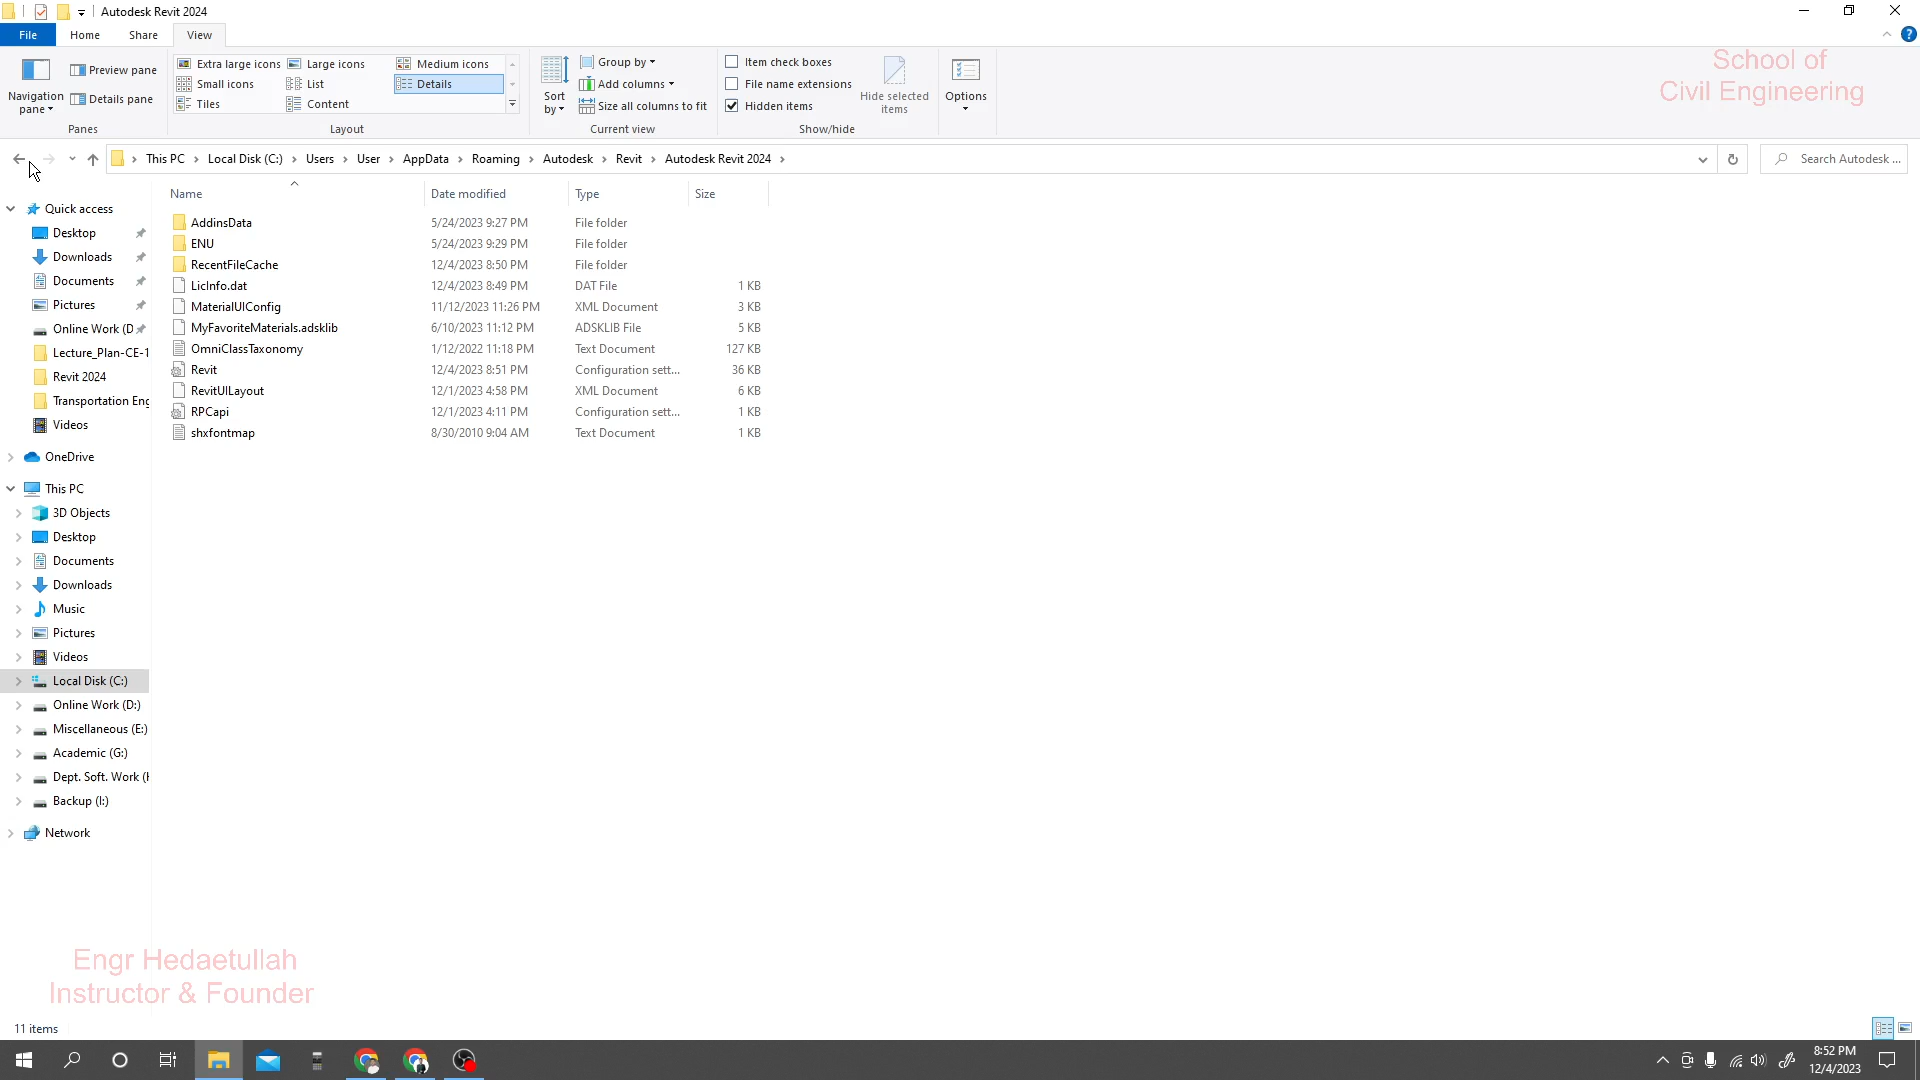 Autodesk Revit 2024
File
Home
Share
View
Navigation pane
Preview pane
Details pane
Panes
Extra large icons
Large icons
Medium icons
Small icons
List
Details
Tiles
Content
Layout
Sort by
Group by
Add columns
Size all columns to fit
Current view
Item check boxes
File name extensions
Hidden items
Hide selected items
Show/hide
Options
School of
Civil Engineering
This PC > Local Disk (C:) > Users > User > AppData > Roaming > Autodesk > Revit > Autodesk Revit 2024 >
Search Autodesk ...
Name Date modified Type Size
AddinsData 5/24/2023 9:27 PM File folder
ENU 5/24/2023 9:29 PM File folder
RecentFileCache 12/4/2023 8:50 PM File folder
LicInfo.dat 12/4/2023 8:49 PM DAT File 1 KB
MaterialUIConfig 11/12/2023 11:26 PM XML Document 3 KB
MyFavoriteMaterials.adsklib 6/10/2023 11:12 PM ADSKLIB File 5 KB
OmniClassTaxonomy 1/12/2022 11:18 PM Text Document 127 KB
Revit 12/4/2023 8:51 PM Configuration sett... 36 KB
RevitUILayout 12/1/2023 4:58 PM XML Document 6 KB
RPCapi 12/1/2023 4:11 PM Configuration sett... 1 KB
shxfontmap 8/30/2010 9:04 AM Text Document 1 KB
Quick access
Desktop
Downloads
Documents
Pictures
Online Work (D
Lecture_Plan-CE-1
Revit 2024
Transportation Eng
Videos
OneDrive
This PC
3D Objects
Desktop
Documents
Downloads
Music
Pictures
Videos
Local Disk (C:)
Online Work (D:)
Miscellaneous (E:)
Academic (G:)
Dept. Soft. Work (H
Backup (I:)
Network
Engr Hedaetullah
Instructor & Founder
11 items
8:52 PM
12/4/2023